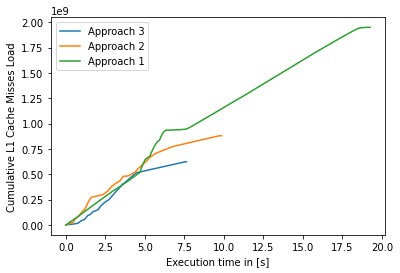 1e9
2.00
1.75
1.50
1.25
1.00
0.75
0.50
0.25
0.00
Cumulative L1 Cache Misses Load
Approach 3
Approach 2
Approach 1
0.0 2.5 5.0 7.5 10.0 12.5 15.0 17.5 20.0
Execution time in [s]